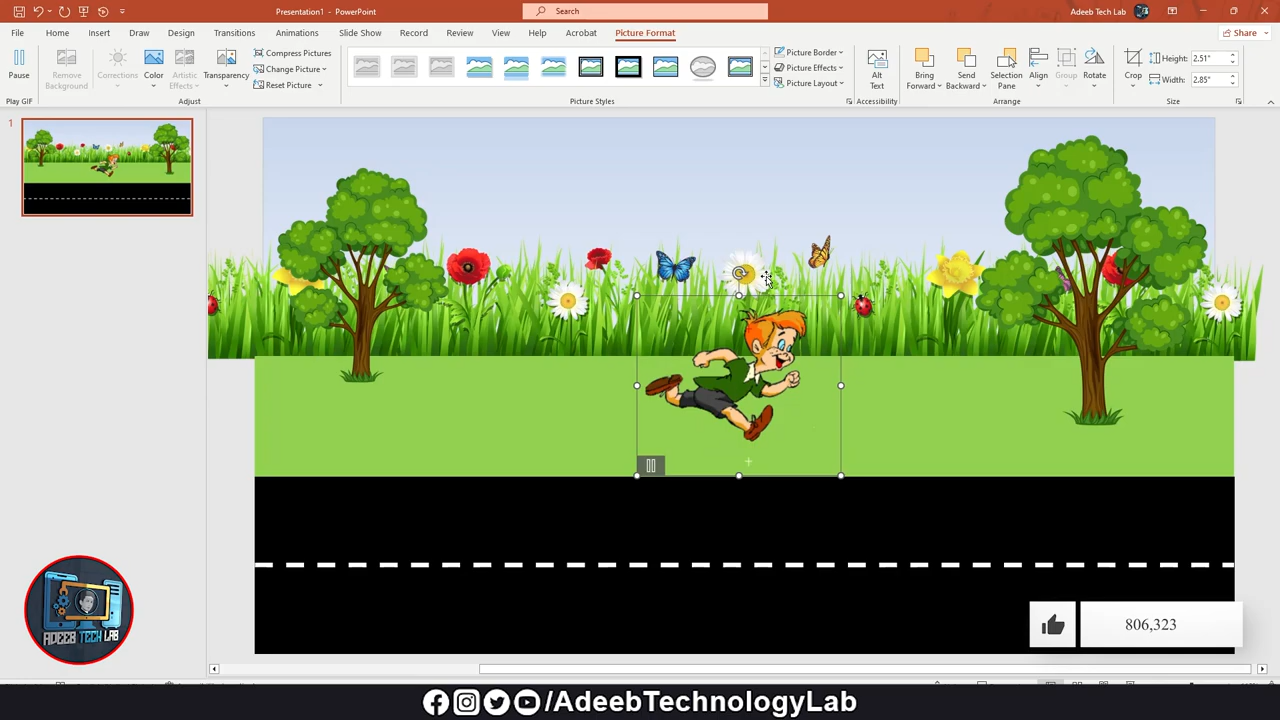 Presentation1 - PowerPoint
Search
Adeeb Tech Lab
File Home Insert Draw Design Transitions Animations Slide Show Record Review View Help Acrobat Picture Format
Share
Pause
Play GIF
Remove Background
Corrections
Color
Artistic Effects
Transparency
Compress Pictures
Change Picture
Reset Picture
Adjust
Picture Styles
Picture Border
Picture Effects
Picture Layout
Alt Text
Accessibility
Bring Forward
Send Backward
Selection Pane
Align
Group
Rotate
Arrange
Crop
Height: 2.51"
Width: 2.85"
Size
1
ADEEB TECH LAB
806,323
/AdeebTechnologyLab